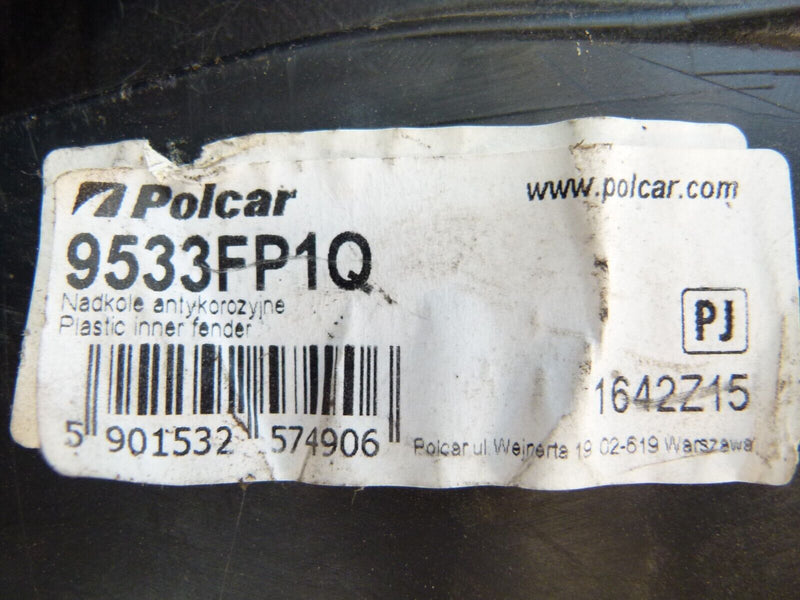 Polcar
www.polcar.com
9533FP1Q
Nadkole antykorozyjne
Plastic inner fender
PJ
1642Z15
5 901532 574906
Polcar ul.Wejnerta 19 02-619 Warszawa